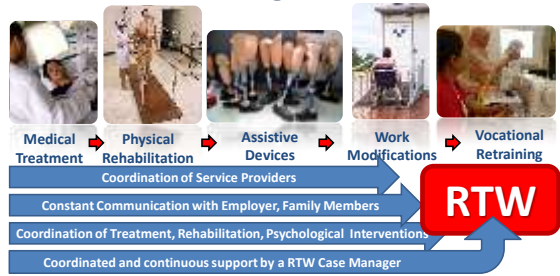 Medical Treatment
Physical Rehabilitation
Assistive Devices
Work Modifications
Vocational Retraining
Coordination of Service Providers
Constant Communication with Employer, Family Members
Coordination of Treatment, Rehabilitation, Psychological Interventions
Coordinated and continuous support by a RTW Case Manager
RTW